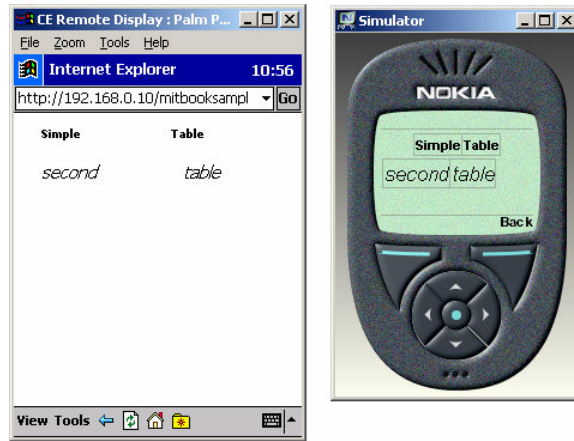 CE Remote Display : Palm P...
File Zoom Tools Help
Internet Explorer 10:56
http://192.168.0.10/mitbooksampl Go
Simple Table
second table
View Tools
Simulator
NOKIA
Simple Table
second table
Back